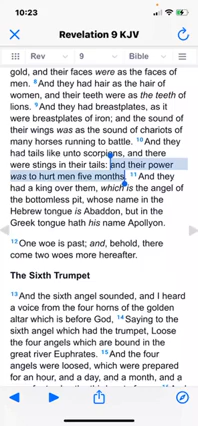 10:23
Revelation 9 KJV
Rev 9 Bible
gold, and their faces were as the faces of
men. 8And they had hair as the hair of
women, and their teeth were as the teeth of
lions. 9And they had breastplates, as it
were breastplates of iron; and the sound of
their wings was as the sound of chariots of
many horses running to battle. 10And they
had tails like unto scorpions, and there
were stings in their tails: and their power
was to hurt men five months. 11And they
had a king over them, which is the angel of
the bottomless pit, whose name in the
Hebrew tongue is Abaddon, but in the
Greek tongue hath his name Apollyon.
12One woe is past; and, behold, there
come two woes more hereafter.
The Sixth Trumpet
13And the sixth angel sounded, and I heard
a voice from the four horns of the golden
altar which is before God, 14Saying to the
sixth angel which had the trumpet, Loose
the four angels which are bound in the
great river Euphrates. 15And the four
angels were loosed, which were prepared
for an hour, and a day, and a month, and a